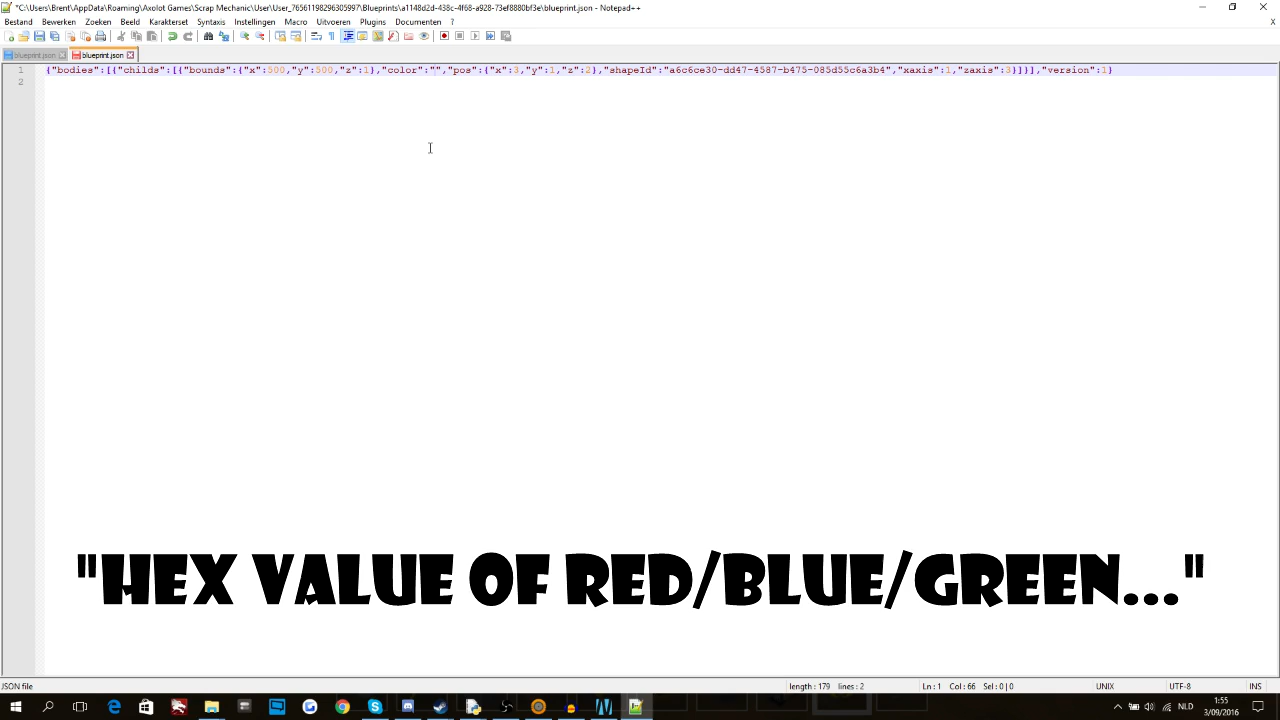 *C:\Users\Brent\AppData\Roaming\Axolot Games\Scrap Mechanic\User\User_76561198296305997\Blueprints\a1148d2d-438c-4f68-a928-73ef8880bf3e\blueprint.json - Notepad++
Bestand Bewerken Zoeken Beeld Karakterset Syntaxis Instellingen Macro Uitvoeren Plugins Documenten ? X
blueprint.json blueprint.json
1 {"bodies":[{"childs":[{"bounds":{"x":500,"y":500,"z":1},"color":"","pos":{"x":3,"y":1,"z":2},"shapeId":"a6c6ce30-dd47-4587-b475-085d55c6a3b4","xaxis":1,"zaxis":3}]}],"version":1}
2
"HEX VALUE OF RED/BLUE/GREEN..."
JSON file length : 179 lines : 2 Ln : 1 Col : 66 Sel : 0 | 0 UNIX UTF-8 INS
NLD 1:55
3/09/2016